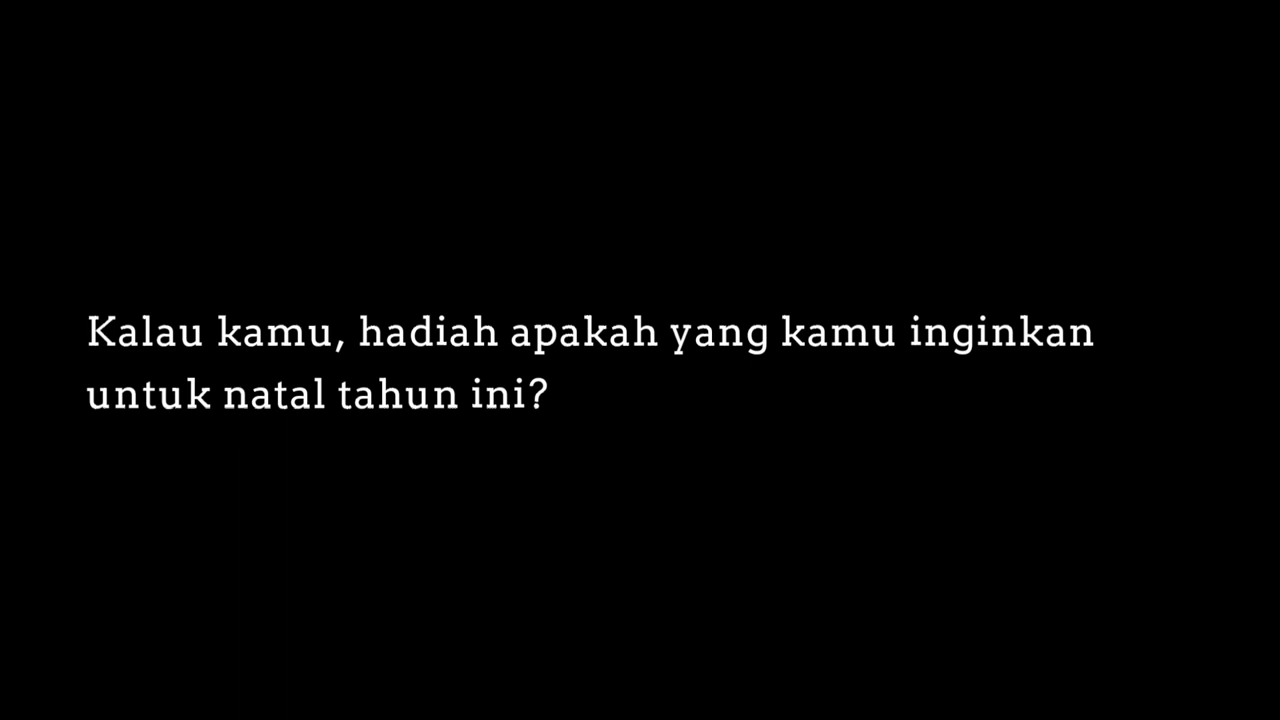 Kalau kamu, hadiah apakah yang kamu inginkan
untuk natal tahun ini?